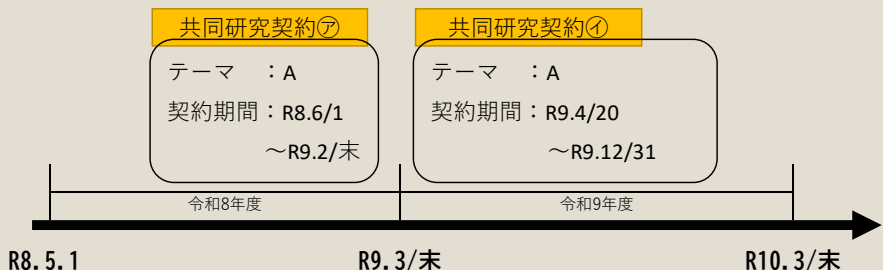 共同研究契約㋐
テーマ　：A
契約期間：R8.6/1
～R9.2/末
共同研究契約㋑
テーマ　：A
契約期間：R9.4/20
～R9.12/31
令和8年度
令和9年度
R8.5.1
R9.3/末
R10.3/末